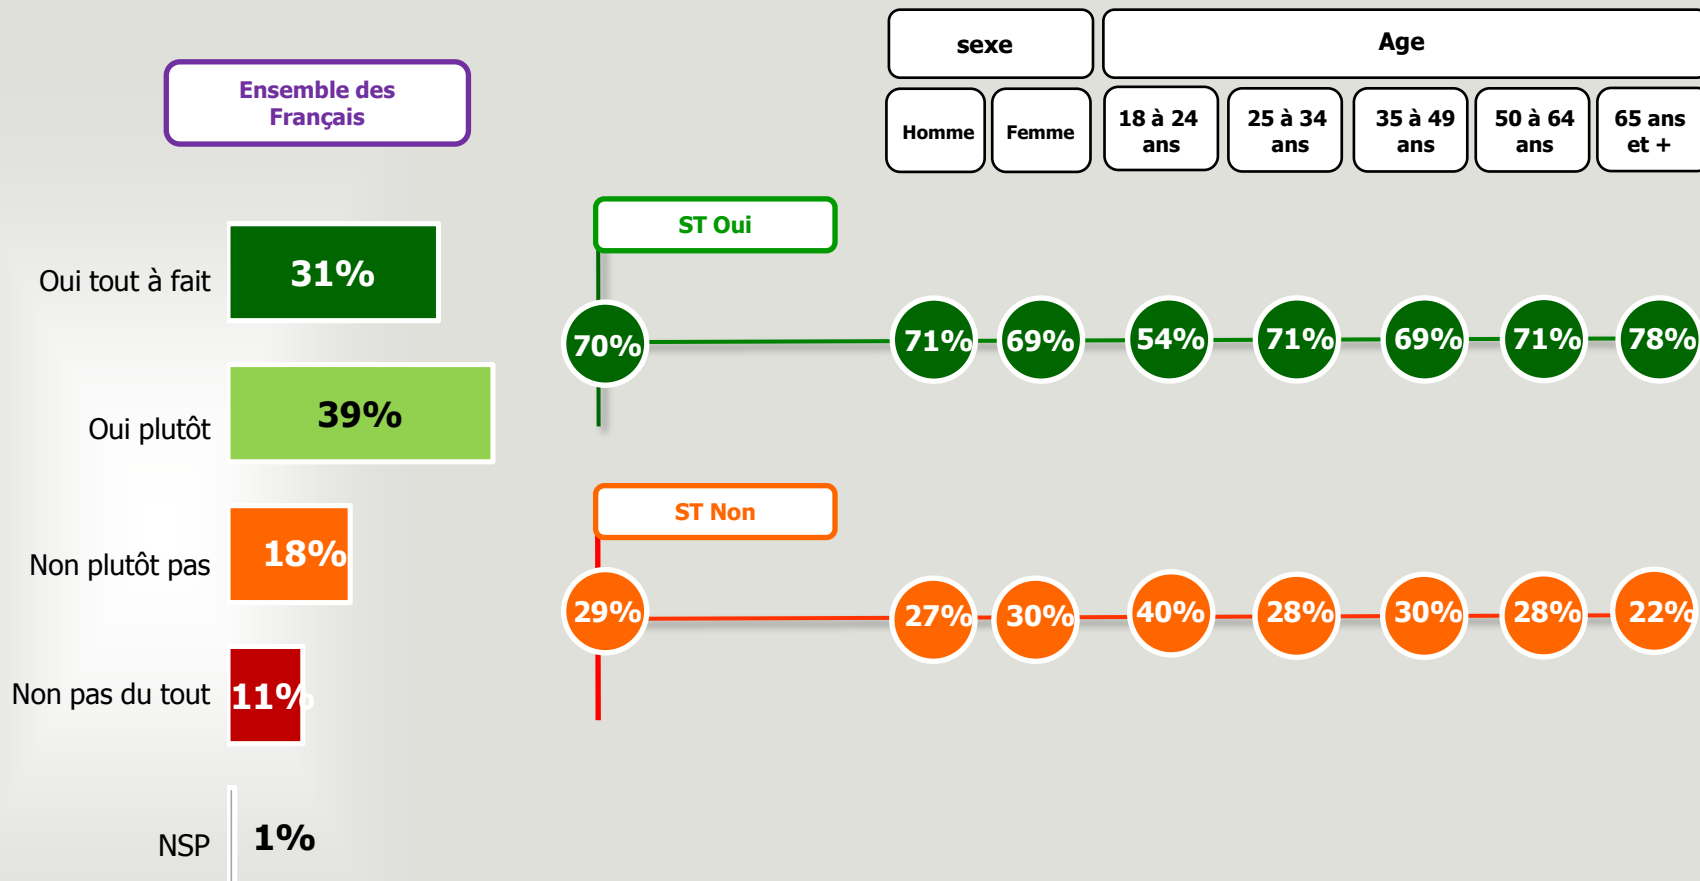 sexe
Age
Ensemble des
Français
Homme
Femme
18 à 24
ans
25 à 34
ans
35 à 49
ans
50 à 64
ans
65 ans
et +
ST Oui
Oui tout à fait
31%
70%
71%
69%
54%
71%
69%
71%
78%
Oui plutôt
39%
ST Non
Non plutôt pas
18%
29%
27%
30%
40%
28%
30%
28%
22%
Non pas du tout
11%
NSP
1%